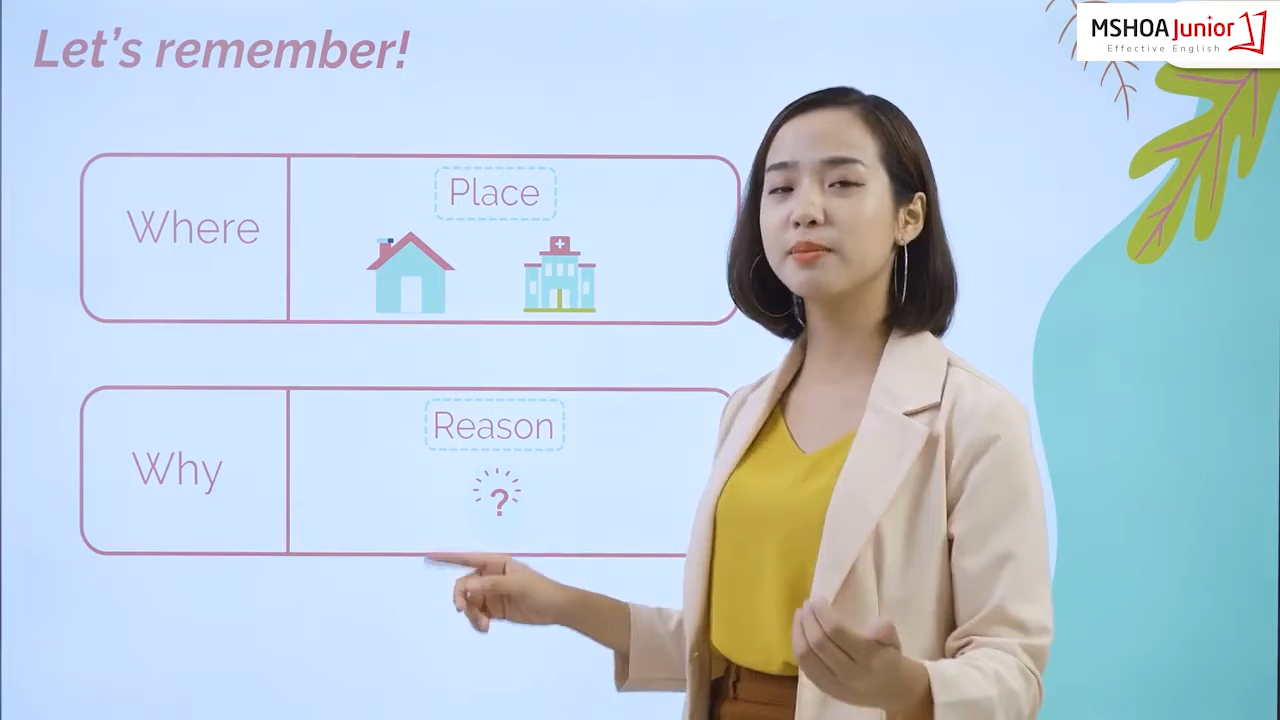 Let's remember!
MSHOA Junior
Effective English
Where
Place
Why
Reason
?